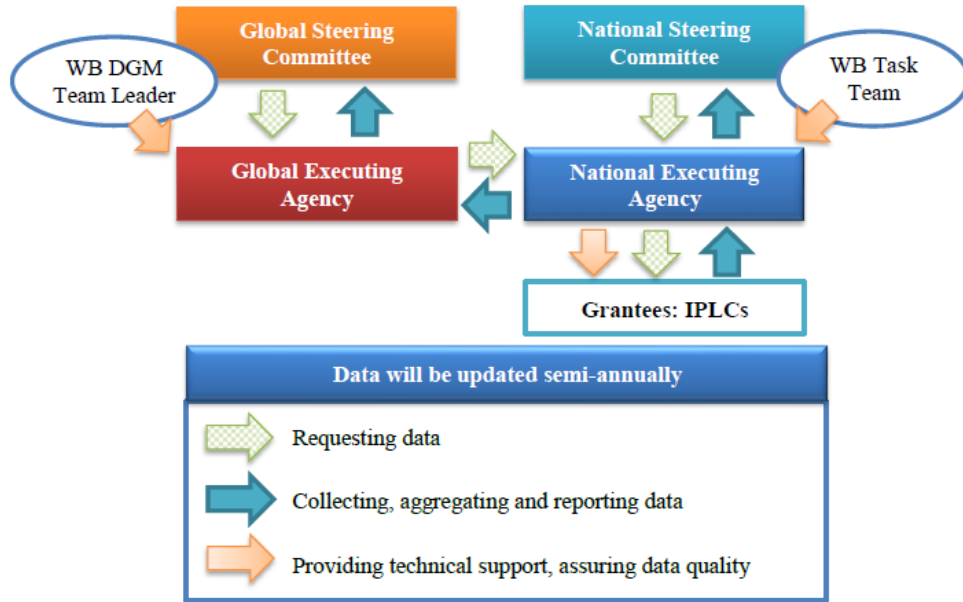 Global Steering
Committee
National Steering
Committee
WB DGM
Team Leader
WB Task
Team
Global Executing
Agency
National Executing
Agency
Grantees: IPLCs
Data will be updated semi-annually
Requesting data
Collecting, aggregating and reporting data
Providing technical support, assuring data quality